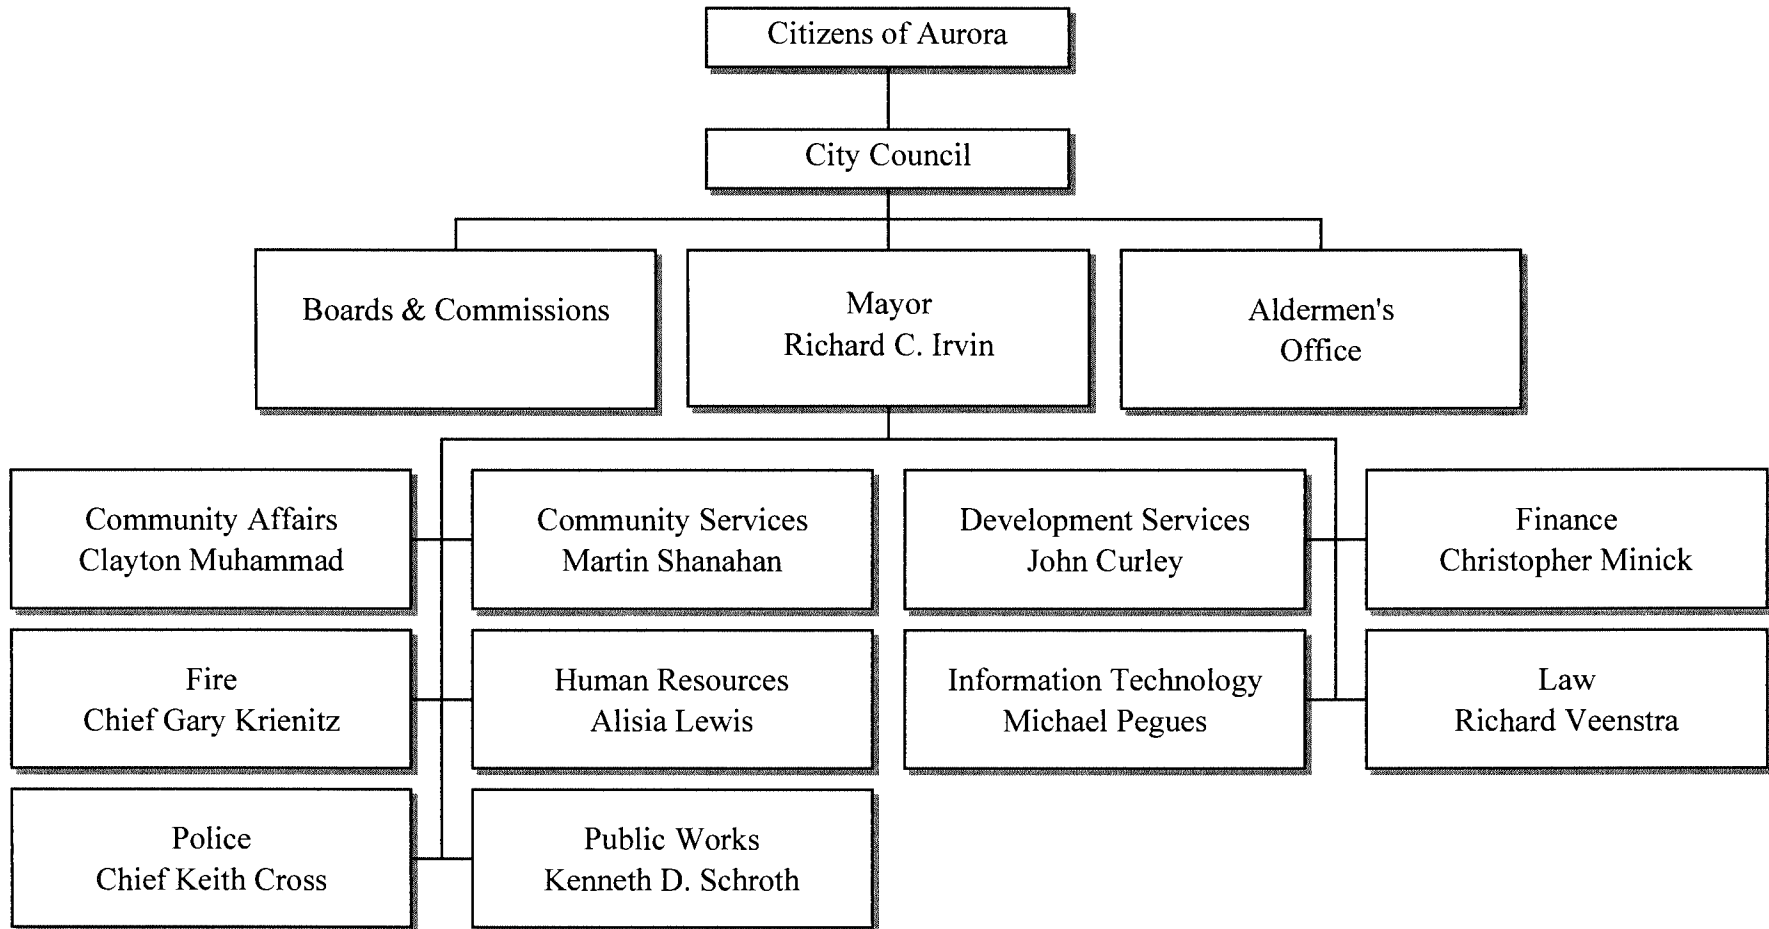 Citizens of Aurora
City Council
Boards & Commissions
Mayor
Richard C. Irvin
Aldermen's
Office
Community Affairs
Clayton Muhammad
Community Services
Martin Shanahan
Development Services
John Curley
Finance
Christopher Minick
Fire
Chief Gary Krienitz
Human Resources
Alisia Lewis
Information Technology
Michael Pegues
Law
Richard Veenstra
Police
Chief Keith Cross
Public Works
Kenneth D. Schroth